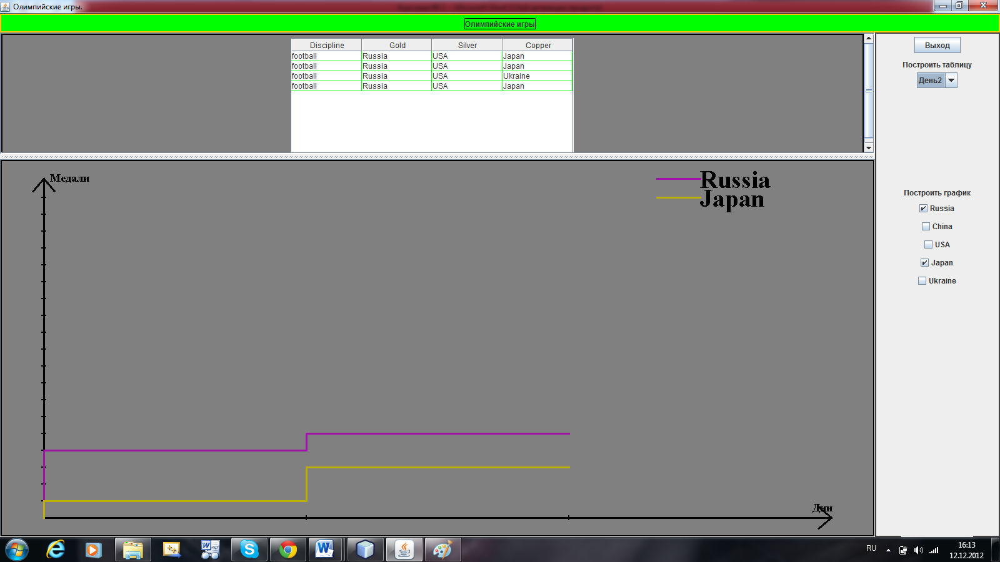 Олимпийские игры.
Олимпийские игры
Discipline Gold Silver Copper
football Russia USA Japan
football Russia USA Japan
football Russia USA Ukraine
football Russia USA Japan
Выход
Построить таблицу
День2
Медали
Russia
Japan
Дни
Построить график
Russia
China
USA
Japan
Ukraine
RU
16:13
12.12.2012